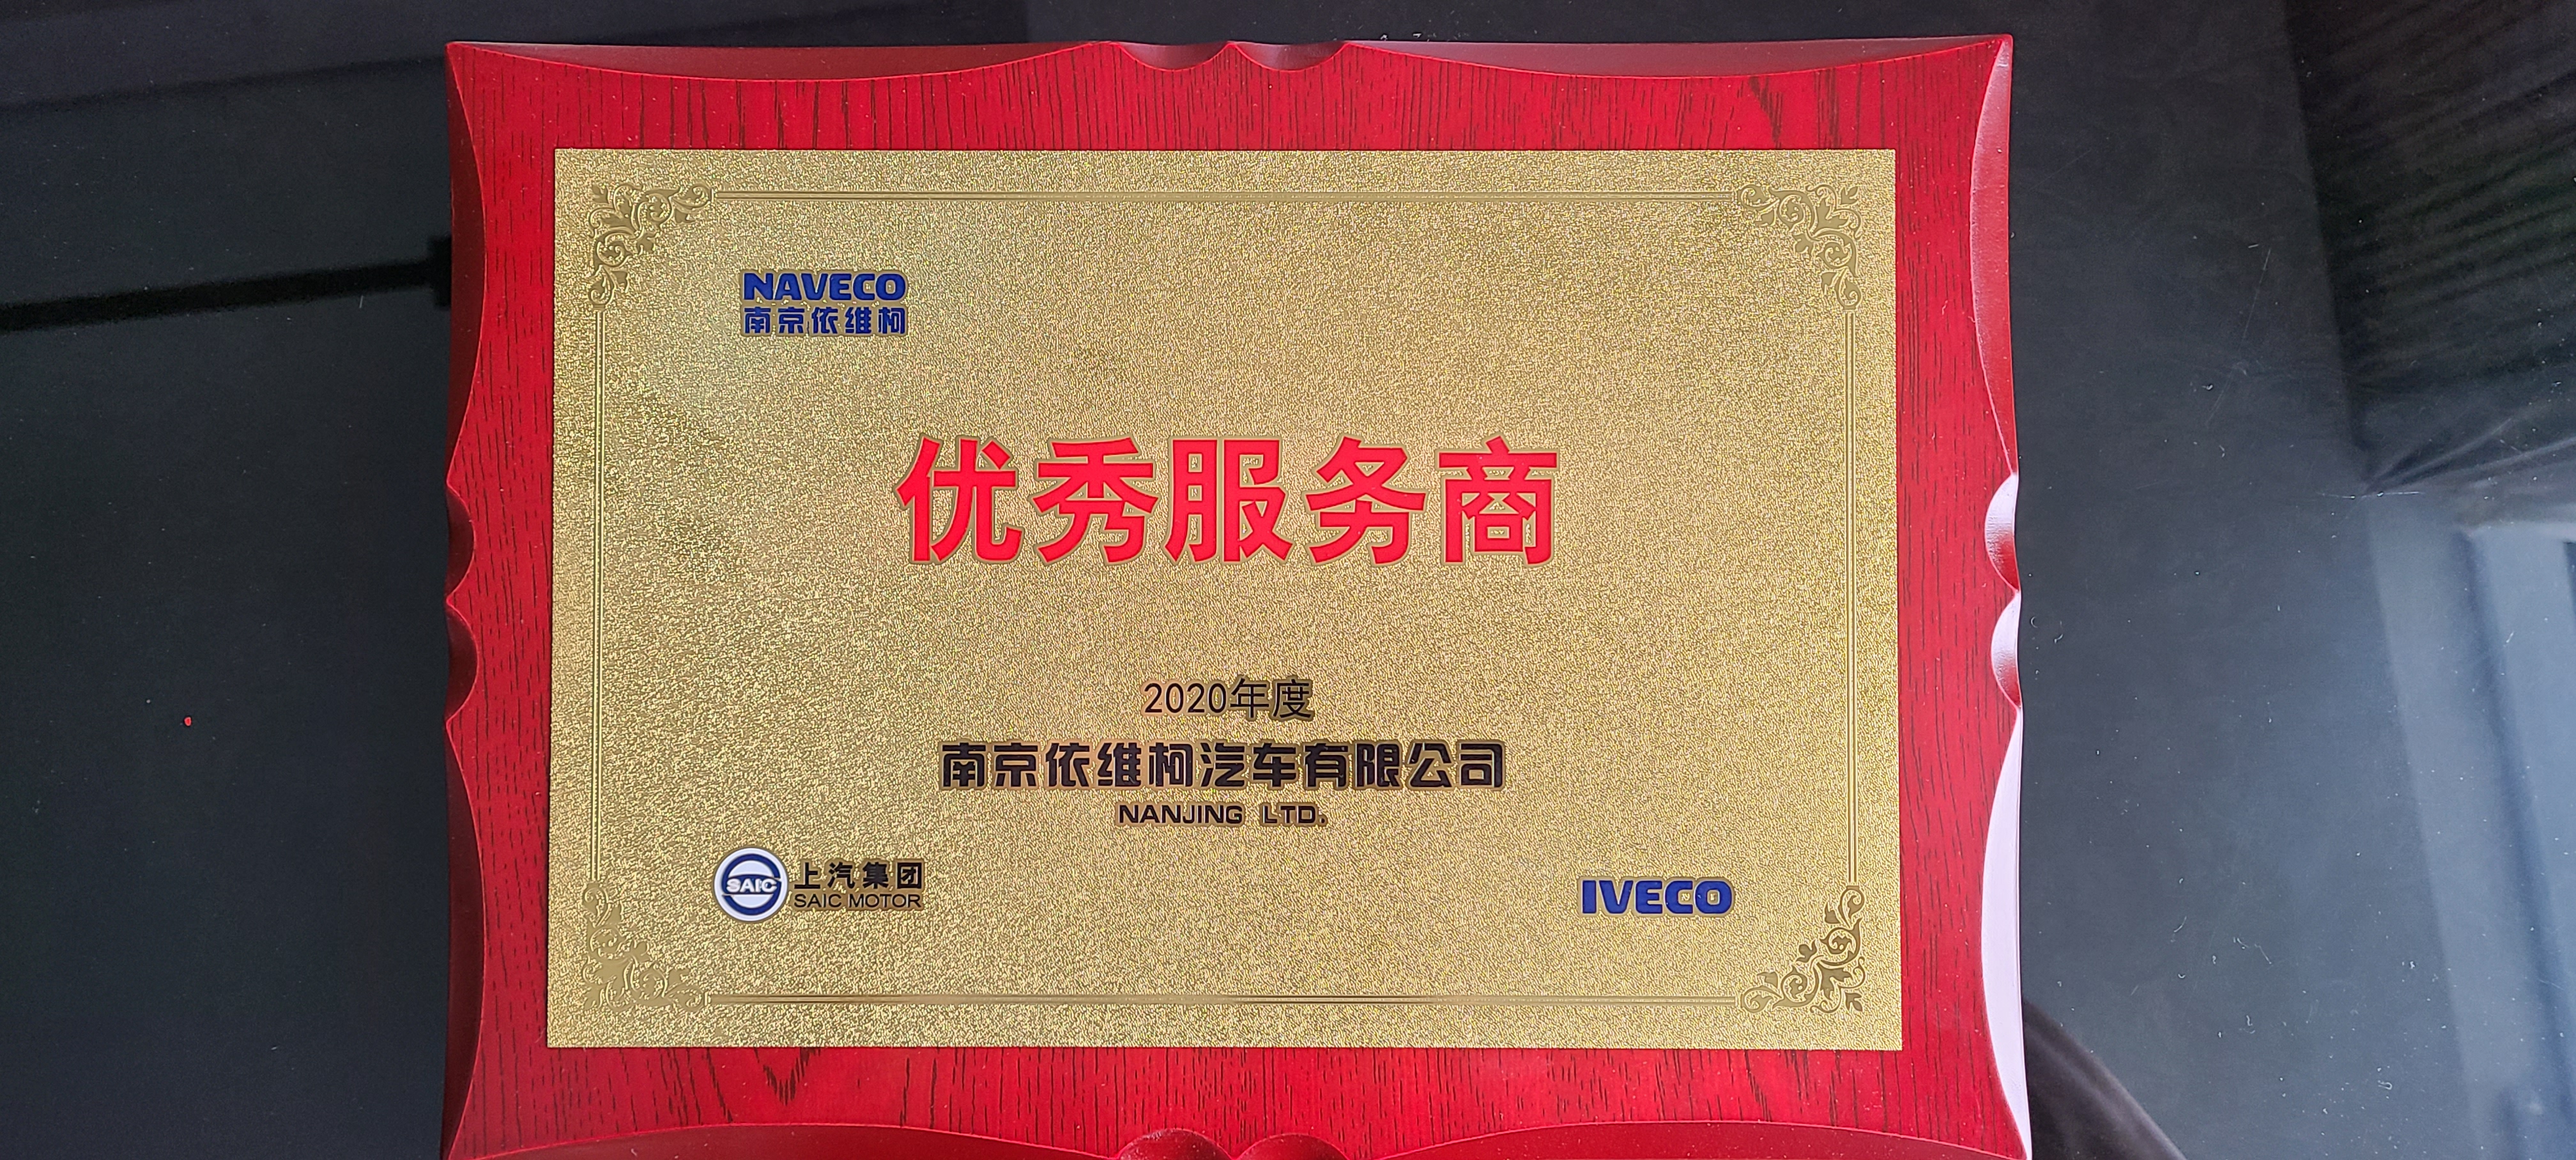 NAVECO
南京依维柯
优秀服务商
2020年度
南京依维柯汽车有限公司
NANJING LTD.
SAIC
上汽集团
SAIC MOTOR
IVECO